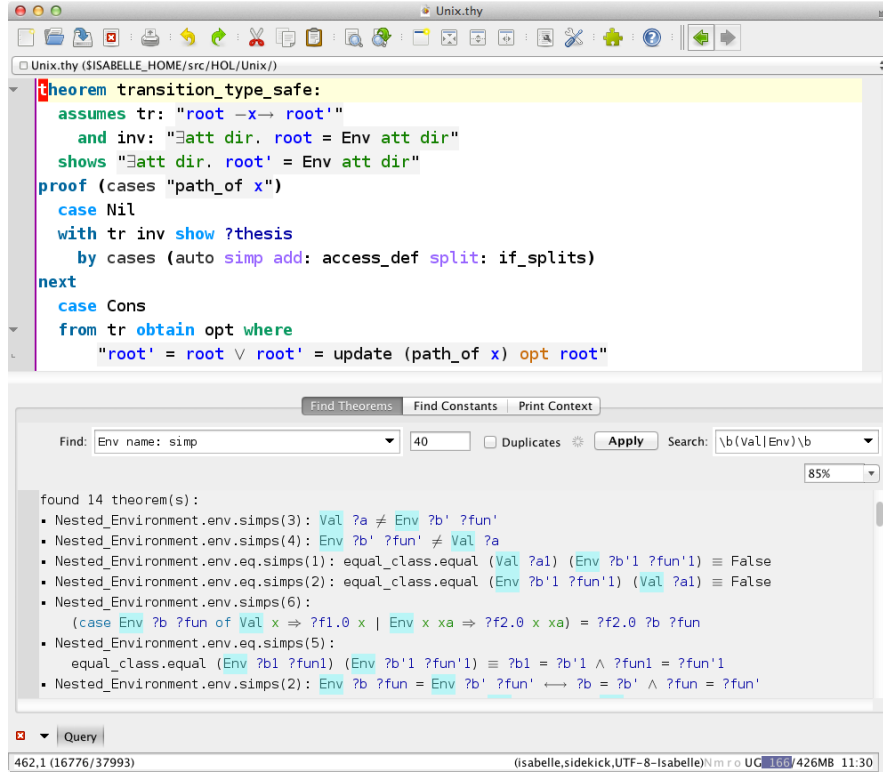 Unix.thy
Unix.thy ($ISABELLE_HOME/src/HOL/Unix/)
theorem transition_type_safe:
assumes tr: "root —x→ root'"
and inv: "∃att dir. root = Env att dir"
shows "∃att dir. root' = Env att dir"
proof (cases "path_of x")
case Nil
with tr inv show ?thesis
by cases (auto simp add: access_def split: if_splits)
next
case Cons
from tr obtain opt where
"root' = root ∨ root' = update (path_of x) opt root"
Find Theorems Find Constants Print Context
Find: Env name: simp 40 Duplicates Apply Search: \b(Val|Env)\b
85%
found 14 theorem(s):
▪ Nested_Environment.env.simps(3): Val ?a ≠ Env ?b' ?fun'
▪ Nested_Environment.env.simps(4): Env ?b' ?fun' ≠ Val ?a
▪ Nested_Environment.env.eq.simps(1): equal_class.equal (Val ?a1) (Env ?b'1 ?fun'1) ≡ False
▪ Nested_Environment.env.eq.simps(2): equal_class.equal (Env ?b'1 ?fun'1) (Val ?a1) ≡ False
▪ Nested_Environment.env.simps(6):
(case Env ?b ?fun of Val x ⇒ ?f1.0 x | Env x xa ⇒ ?f2.0 x xa) = ?f2.0 ?b ?fun
▪ Nested_Environment.env.eq.simps(5):
equal_class.equal (Env ?b1 ?fun1) (Env ?b'1 ?fun'1) ≡ ?b1 = ?b'1 ∧ ?fun1 = ?fun'1
▪ Nested_Environment.env.simps(2): Env ?b ?fun = Env ?b' ?fun' ⟷ ?b = ?b' ∧ ?fun = ?fun'
Query
462,1 (16776/37993) (isabelle,sidekick,UTF-8-Isabelle)N m r o UG 166/426MB 11:30